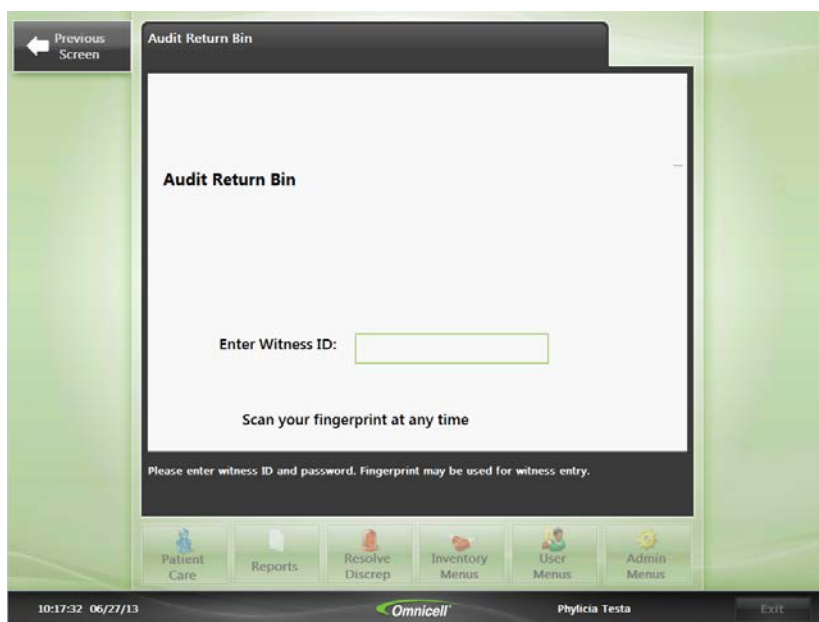 Previous
Screen
Audit Return Bin
Audit Return Bin
Enter Witness ID:
Scan your fingerprint at any time
Please enter witness ID and password. Fingerprint may be used for witness entry.
Patient
Care
Reports
Resolve
Discrep
Inventory
Menus
User
Menus
Admin
Menus
10:17:32 06/27/13
Omnicell
Phylicia Testa
Exit